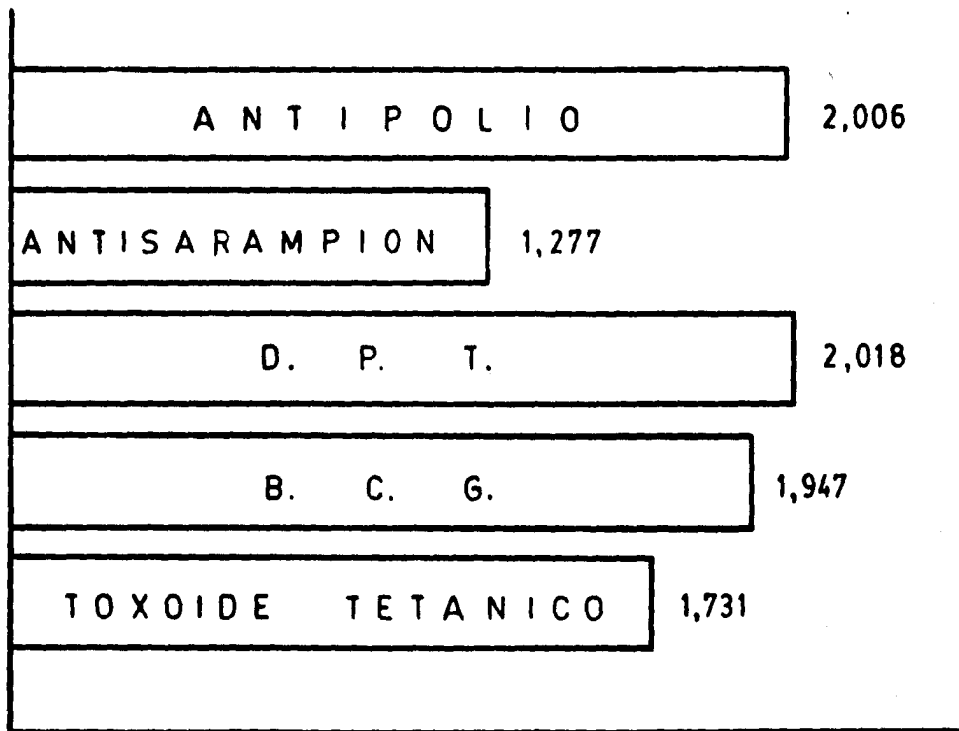 ANTIPOLIO 2,006
ANTISARAMPION 1,277
D. P. T. 2,018
B. C. G. 1,947
TOXOIDE TETANICO 1,731